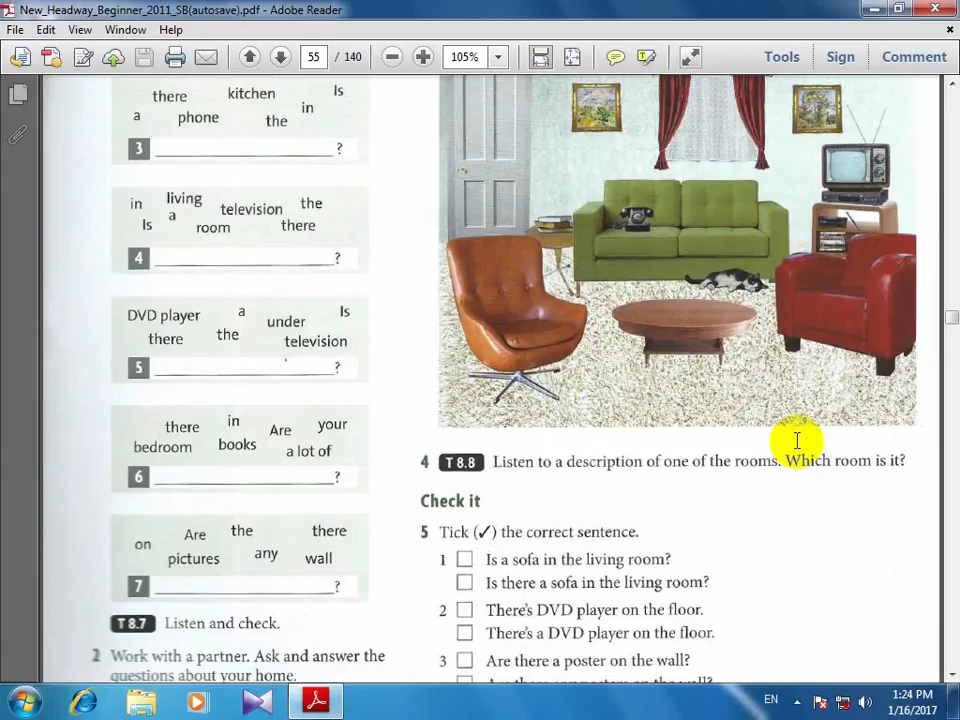 New_Headway_Beginner_2011_SB(autosave).pdf - Adobe Reader
File Edit View Window Help
55 / 140 105% Tools Sign Comment
there kitchen Is
a phone the in
3 ?
in living television the
Is a room there
4 ?
DVD player a under Is
there the television
5 ?
there in Are your
bedroom books a lot of
6 ?
on Are the there
pictures any wall
7 ?
T 8.7 Listen and check.
2 Work with a partner. Ask and answer the
questions about your home.
4 T 8.8 Listen to a description of one of the rooms. Which room is it?
Check it
5 Tick (✓) the correct sentence.
1 Is a sofa in the living room?
Is there a sofa in the living room?
2 There's DVD player on the floor.
There's a DVD player on the floor.
3 Are there a poster on the wall?
EN 1:24 PM
1/16/2017